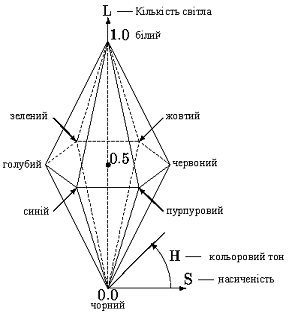 L — Кількість світла
1.0 білий
зелений
жовтий
голубий
0.5
червоний
синій
пурпуровий
H — кольоровий тон
S — насиченість
0.0
чорний